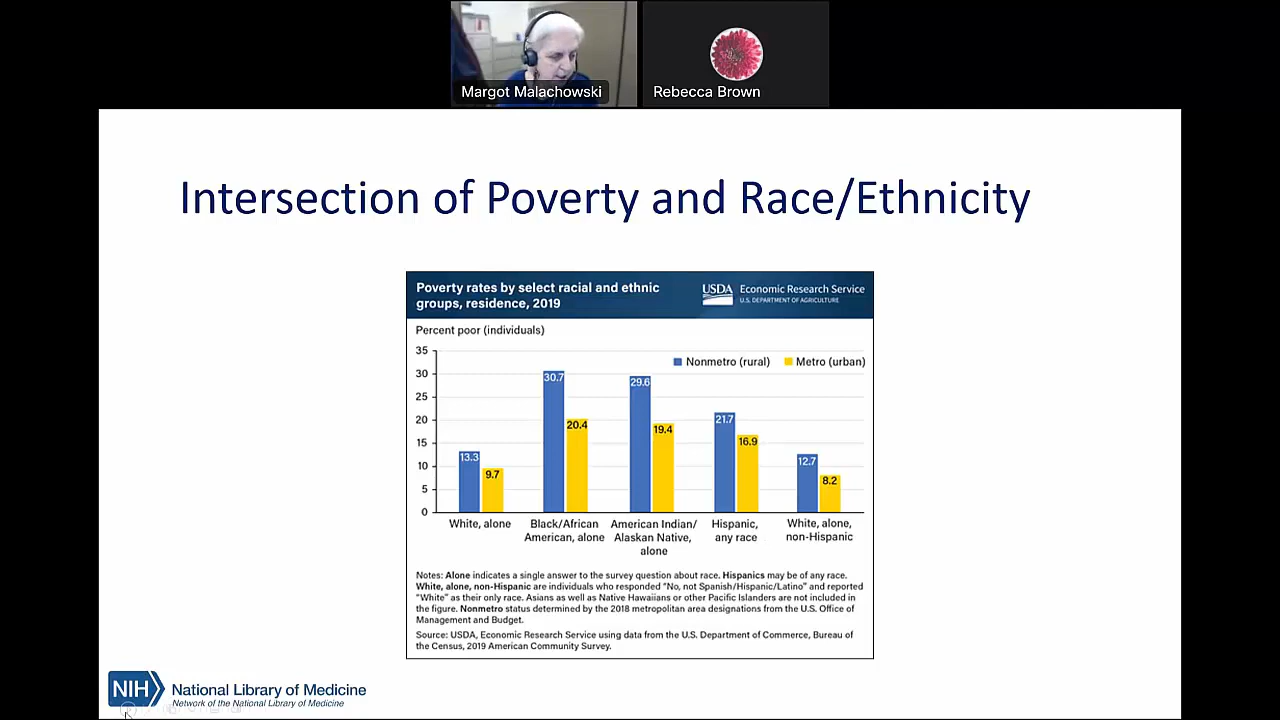 Margot Malachowski
Rebecca Brown
Intersection of Poverty and Race/Ethnicity
Poverty rates by select racial and ethnic
groups, residence, 2019
USDA Economic Research Service
U.S. DEPARTMENT OF AGRICULTURE
Percent poor (individuals)
Nonmetro (rural) Metro (urban)
35
30
25
20
15
10
5
0
13.3 9.7
30.7 20.4
29.6 19.4
21.7 16.9
12.7 8.2
White, alone
Black/African
American, alone
American Indian/
Alaskan Native,
alone
Hispanic,
any race
White, alone,
non-Hispanic
Notes: Alone indicates a single answer to the survey question about race. Hispanics may be of any race.
White, alone, non-Hispanic are individuals who responded "No, not Spanish/Hispanic/Latino" and reported
"White" as their only race. Asians as well as Native Hawaiians or other Pacific Islanders are not included in
the figure. Nonmetro status determined by the 2018 metropolitan area designations from the U.S. Office of
Management and Budget.
Source: USDA, Economic Research Service using data from the U.S. Department of Commerce, Bureau of
the Census, 2019 American Community Survey.
NIH National Library of Medicine
Network of the National Library of Medicine